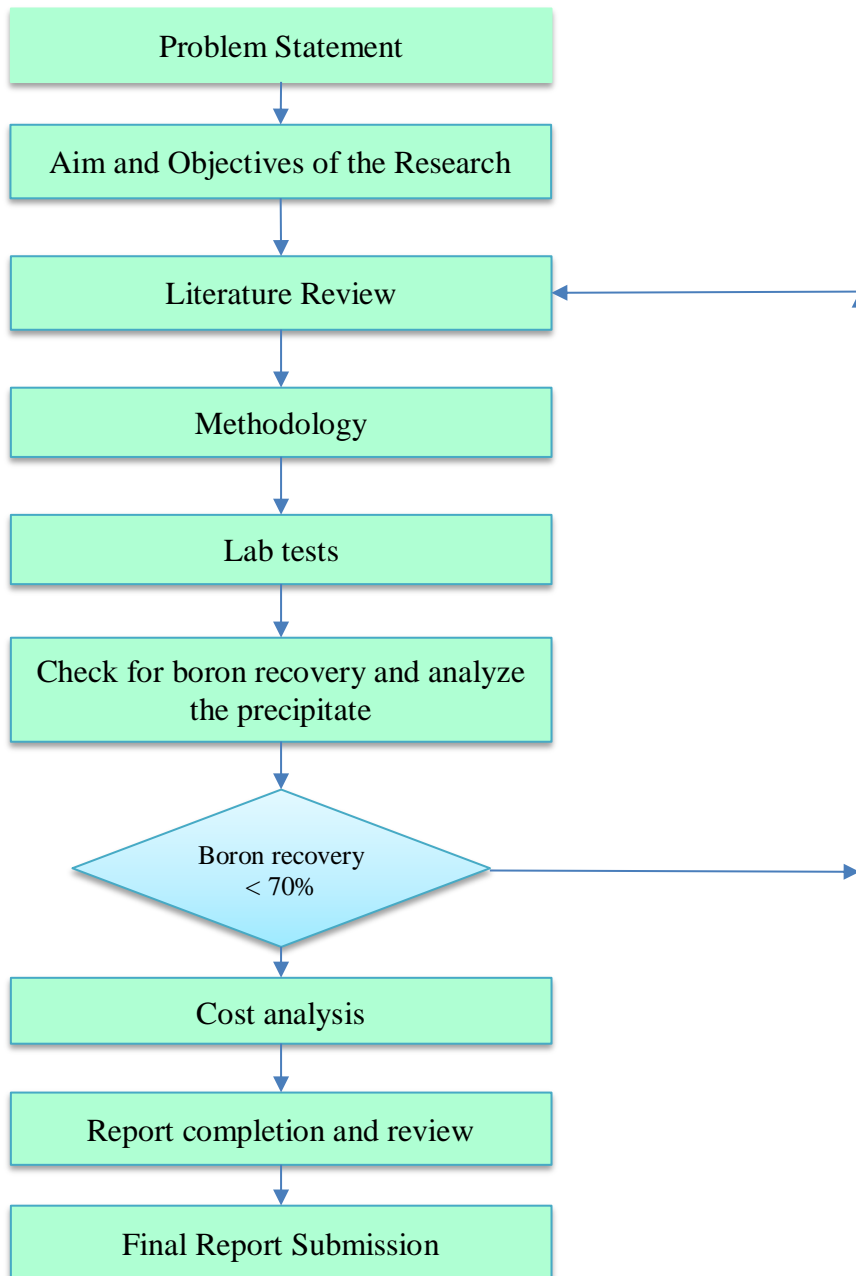 Problem Statement
Aim and Objectives of the Research
Literature Review
Methodology
Lab tests
Check for boron recovery and analyze
the precipitate
Boron recovery
< 70%
Cost analysis
Report completion and review
Final Report Submission